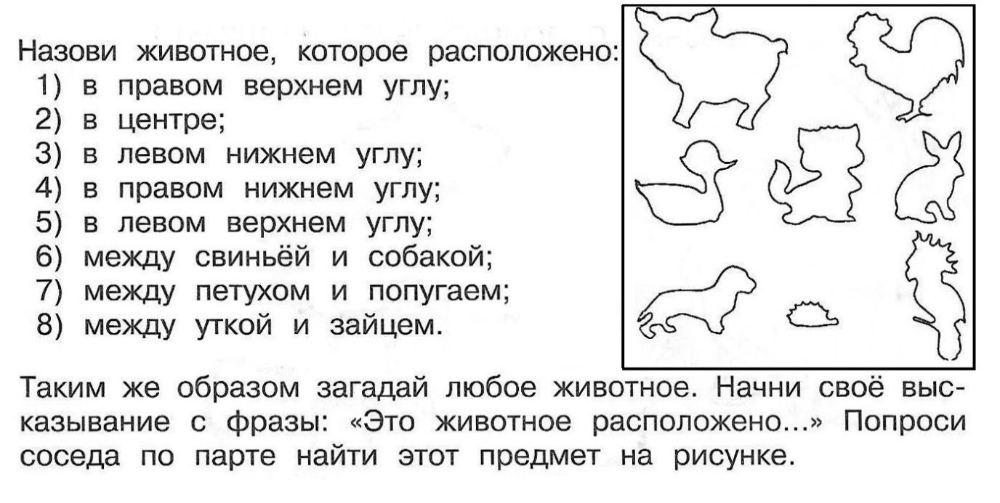 Назови животное, которое расположено:
1) в правом верхнем углу;
2) в центре;
3) в левом нижнем углу;
4) в правом нижнем углу;
5) в левом верхнем углу;
6) между свиньёй и собакой;
7) между петухом и попугаем;
8) между уткой и зайцем.
Таким же образом загадай любое животное. Начни своё выс-
казывание с фразы: «Это животное расположено...» Попроси
соседа по парте найти этот предмет на рисунке.